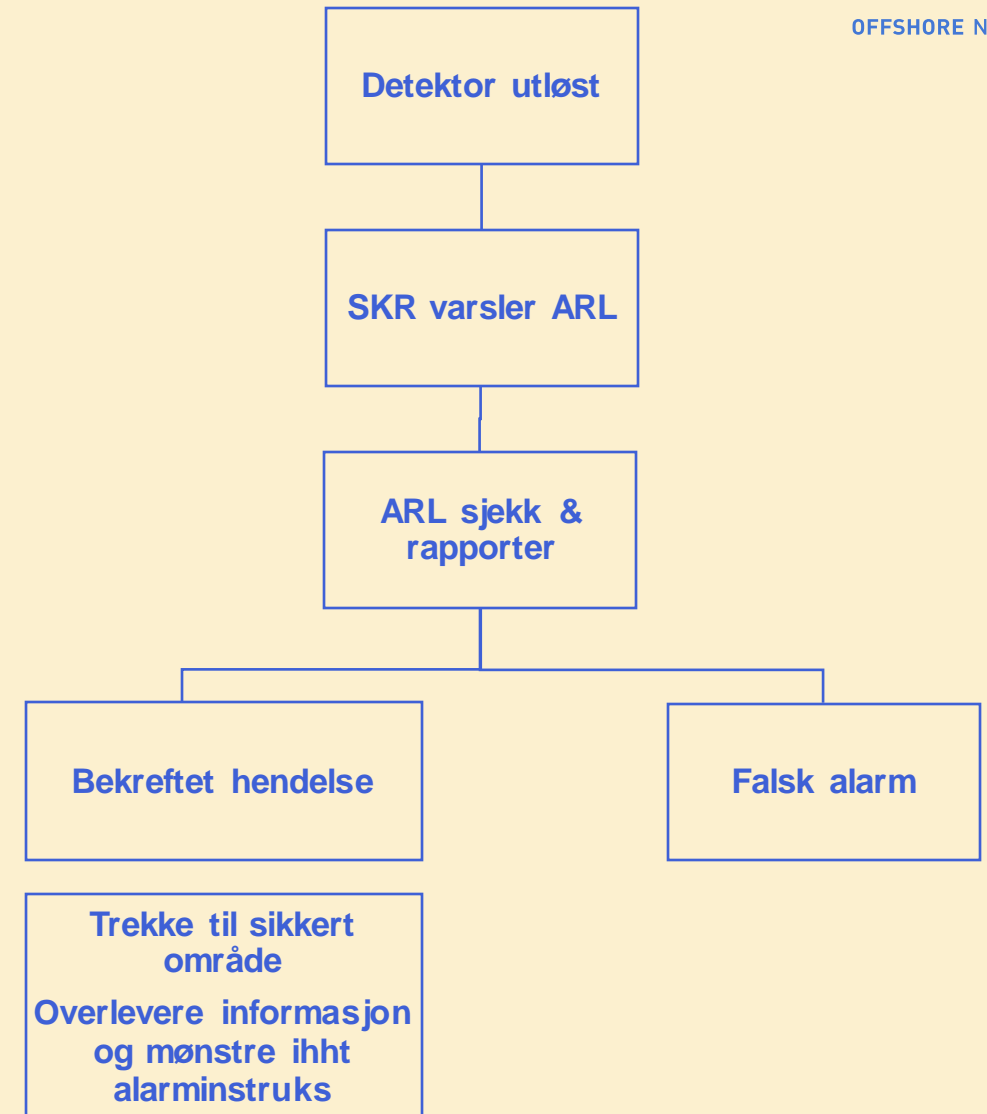 OFFSHORE N
Detektor utløst
SKR varsler ARL
ARL sjekk &
rapporter
Bekreftet hendelse
Falsk alarm
Trekke til sikkert
område
Overlevere informasjon
og mønstre ihht
alarminstruks